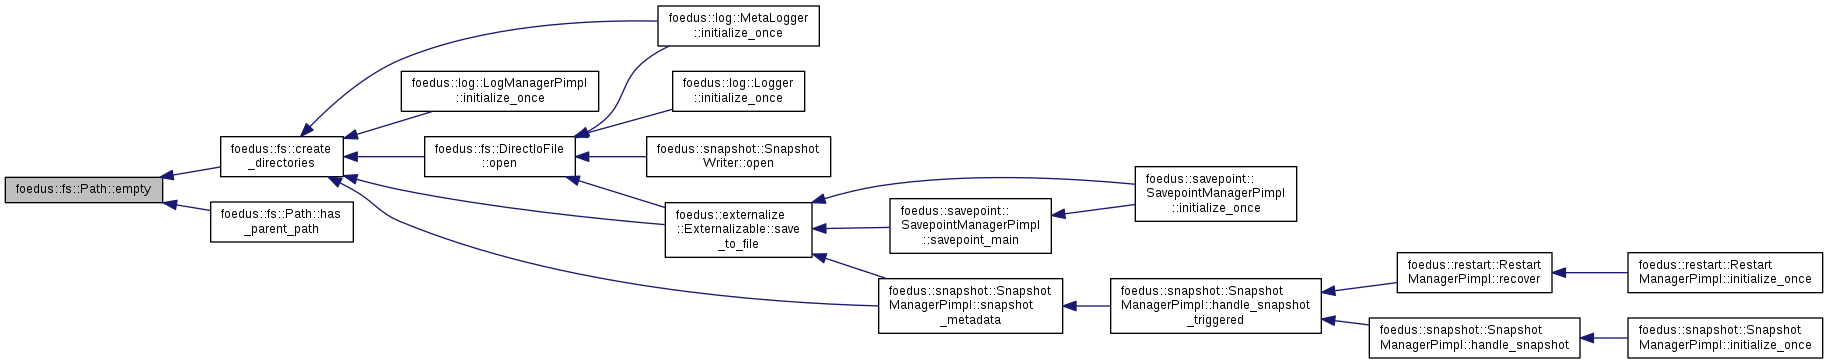 foedus::fs::Path::empty
foedus::fs::create
_directories
foedus::fs::Path::has
_parent_path
foedus::log::MetaLogger
::initialize_once
foedus::log::LogManagerPimpl
::initialize_once
foedus::fs::DirectIoFile
::open
foedus::log::Logger
::initialize_once
foedus::snapshot::Snapshot
Writer::open
foedus::externalize
::Externalizable::save
_to_file
foedus::savepoint::
SavepointManagerPimpl
::savepoint_main
foedus::savepoint::
SavepointManagerPimpl
::initialize_once
foedus::snapshot::Snapshot
ManagerPimpl::snapshot
_metadata
foedus::snapshot::Snapshot
ManagerPimpl::handle_snapshot
_triggered
foedus::restart::Restart
ManagerPimpl::recover
foedus::restart::Restart
ManagerPimpl::initialize_once
foedus::snapshot::Snapshot
ManagerPimpl::handle_snapshot
foedus::snapshot::Snapshot
ManagerPimpl::initialize_once